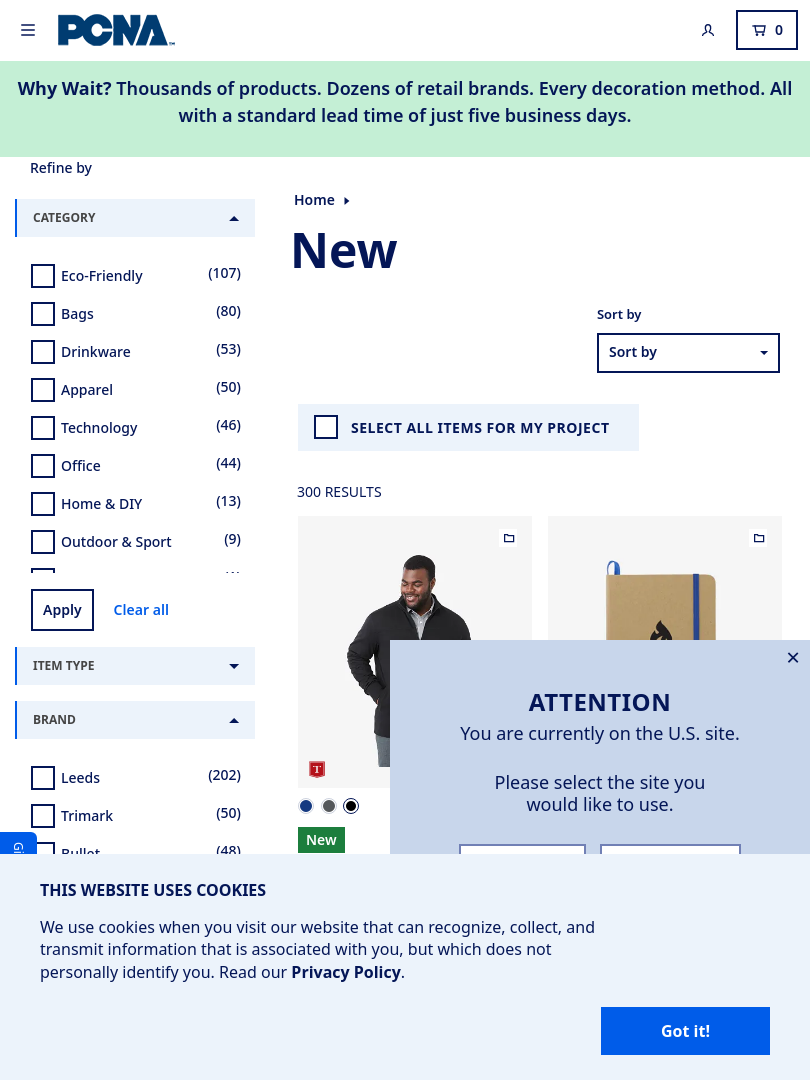 PCNA
0
Why Wait? Thousands of products. Dozens of retail brands. Every decoration method. All
with a standard lead time of just five business days.
Refine by
CATEGORY
Eco-Friendly (107)
Bags (80)
Drinkware (53)
Apparel (50)
Technology (46)
Office (44)
Home & DIY (13)
Outdoor & Sport (9)
Apply
Clear all
ITEM TYPE
BRAND
Leeds (202)
Trimark (50)
Bullet (48)
Home
New
Sort by
Sort by
SELECT ALL ITEMS FOR MY PROJECT
300 RESULTS
T
New
ATTENTION
You are currently on the U.S. site.
Please select the site you
would like to use.
THIS WEBSITE USES COOKIES
We use cookies when you visit our website that can recognize, collect, and
transmit information that is associated with you, but which does not
personally identify you. Read our Privacy Policy.
Got it!